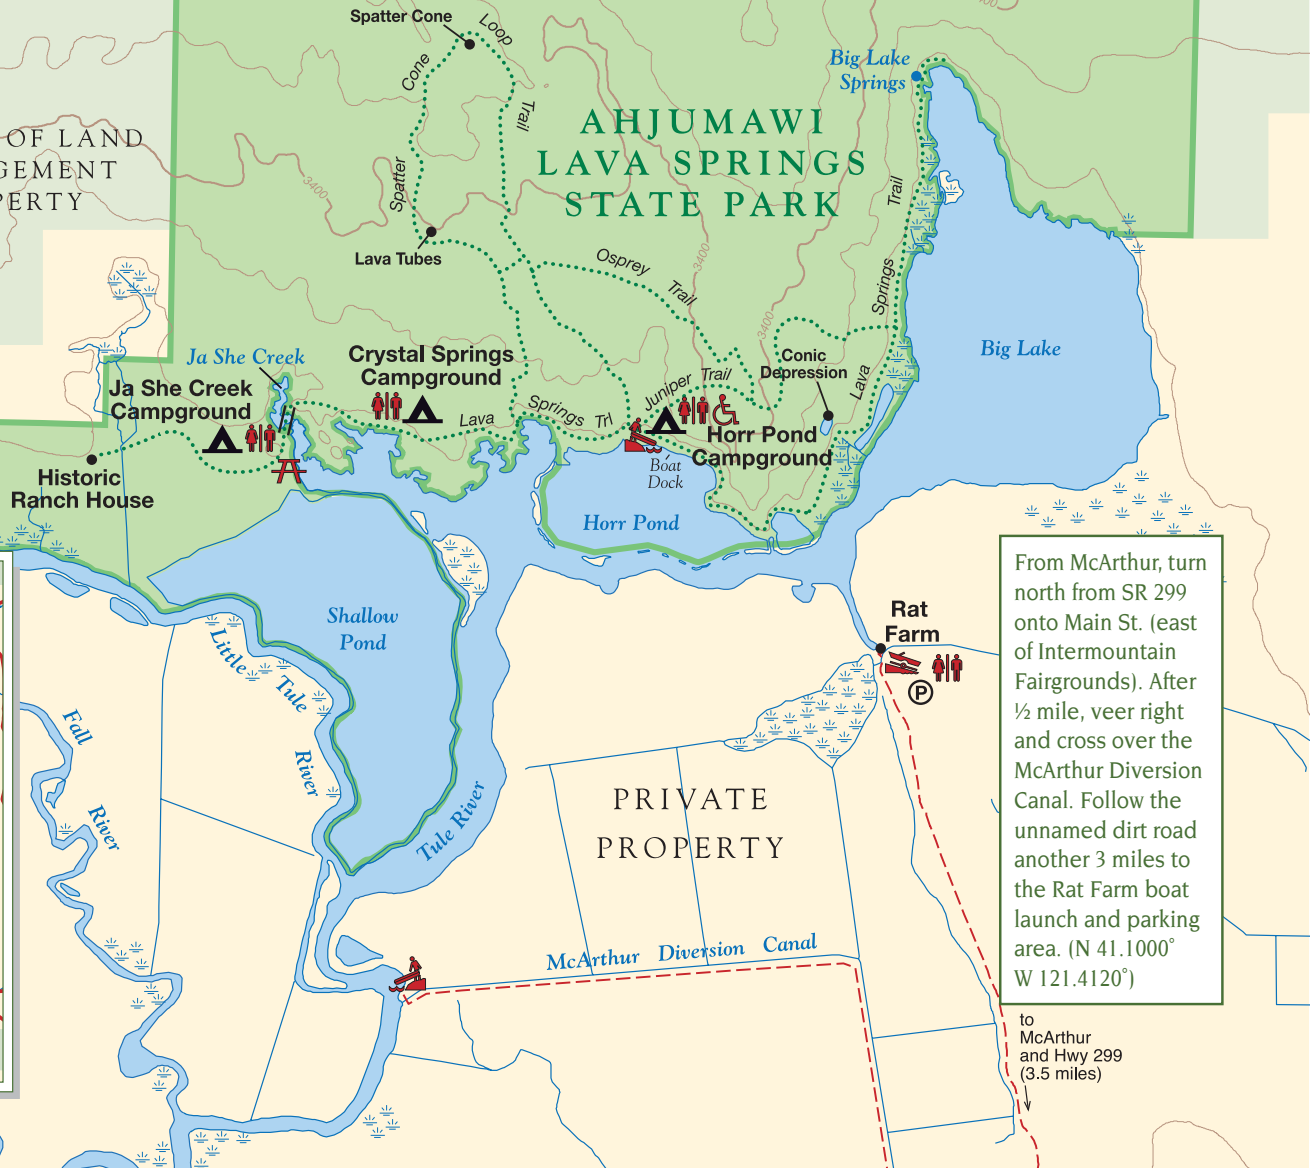 Spatter Cone
Loop
Cone
Trail
Spatter
Big Lake
Springs
AHJUMAWI
LAVA SPRINGS
STATE PARK
OF LAND
GEMENT
PERTY
3400
Lava Tubes
Osprey
Trail
3400
3400
Trail
Springs
Lava
Big Lake
Ja She Creek
Crystal Springs
Campground
Ja She Creek
Campground
Conic
Depression
Juniper Trail
Lava
Springs Trl
Horr Pond
Campground
Boat
Dock
Historic
Ranch House
Horr Pond
Shallow
Pond
Little Tule
River
Rat
Farm
P
Fall
River
Tule River
PRIVATE
PROPERTY
McArthur Diversion Canal
From McArthur, turn
north from SR 299
onto Main St. (east
of Intermountain
Fairgrounds). After
½ mile, veer right
and cross over the
McArthur Diversion
Canal. Follow the
unnamed dirt road
another 3 miles to
the Rat Farm boat
launch and parking
area. (N 41.1000°
W 121.4120°)
to
McArthur
and Hwy 299
(3.5 miles)